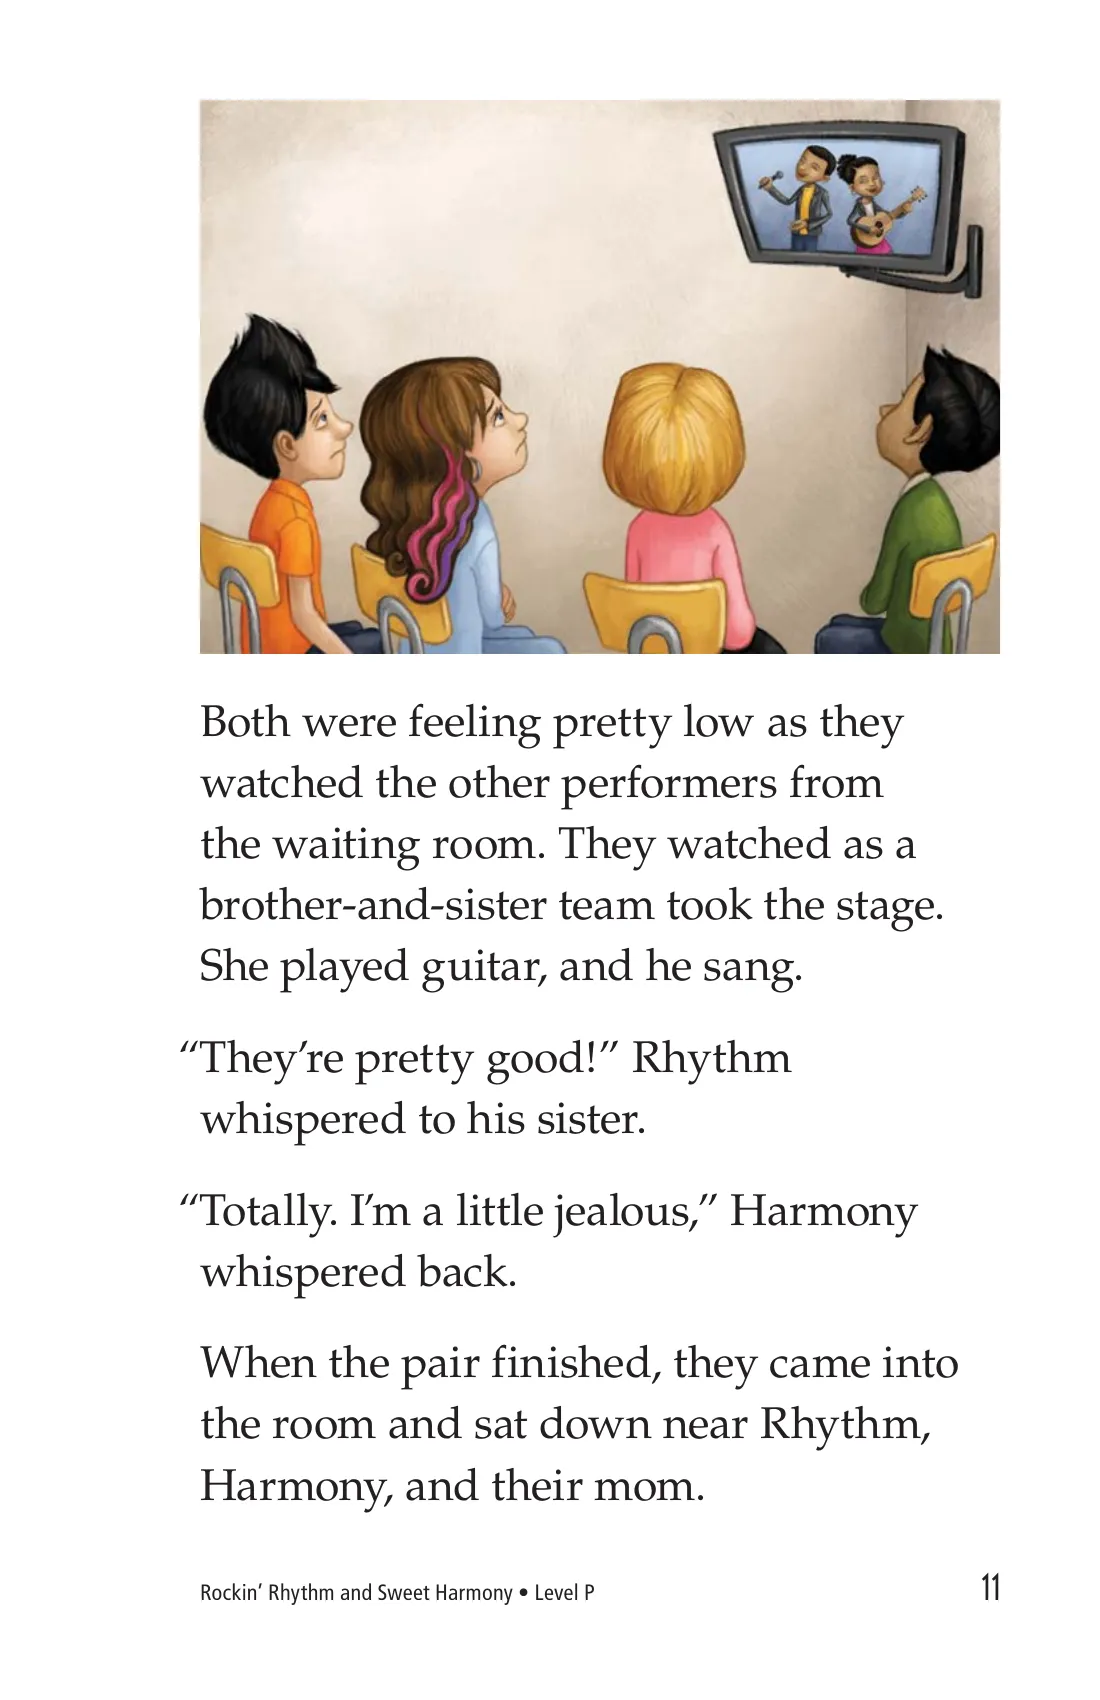 Both were feeling pretty low as they
watched the other performers from
the waiting room. They watched as a
brother-and-sister team took the stage.
She played guitar, and he sang.
“They’re pretty good!” Rhythm
whispered to his sister.
“Totally. I’m a little jealous,” Harmony
whispered back.
When the pair finished, they came into
the room and sat down near Rhythm,
Harmony, and their mom.
Rockin’ Rhythm and Sweet Harmony • Level P
11